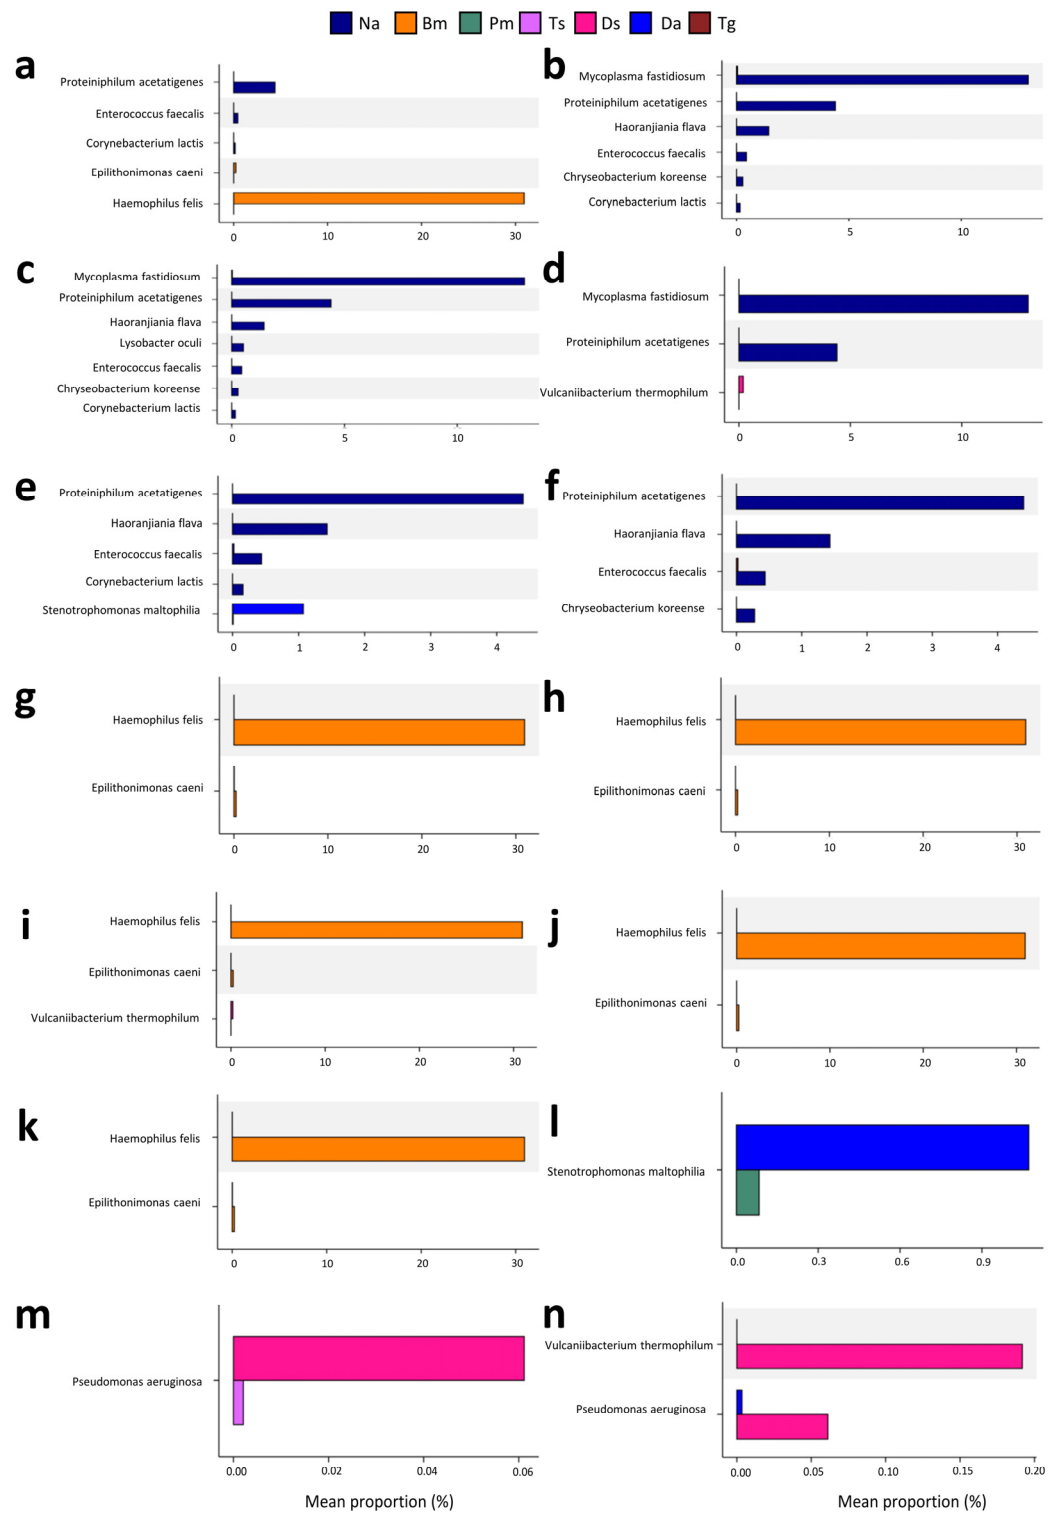 Na Bm Pm Ts Ds Da Tg
a
Proteiniphilum acetatigenes
Enterococcus faecalis
Corynebacterium lactis
Epilithonimonas caeni
Haemophilus felis
0 10 20 30
b
Mycoplasma fastidiosum
Proteiniphilum acetatigenes
Haoranjiania flava
Enterococcus faecalis
Chryseobacterium koreense
Corynebacterium lactis
0 5 10
c
Mycoplasma fastidiosum
Proteiniphilum acetatigenes
Haoranjiania flava
Lysobacter oculi
Enterococcus faecalis
Chryseobacterium koreense
Corynebacterium lactis
0 5 10
d
Mycoplasma fastidiosum
Proteiniphilum acetatigenes
Vulcaniibacterium thermophilum
0 5 10
e
Proteiniphilum acetatigenes
Haoranjiania flava
Enterococcus faecalis
Corynebacterium lactis
Stenotrophomonas maltophilia
0 1 2 3 4
f
Proteiniphilum acetatigenes
Haoranjiania flava
Enterococcus faecalis
Chryseobacterium koreense
0 1 2 3 4
g
Haemophilus felis
Epilithonimonas caeni
0 10 20 30
h
Haemophilus felis
Epilithonimonas caeni
0 10 20 30
i
Haemophilus felis
Epilithonimonas caeni
Vulcaniibacterium thermophilum
0 10 20 30
j
Haemophilus felis
Epilithonimonas caeni
0 10 20 30
k
Haemophilus felis
Epilithonimonas caeni
0 10 20 30
l
Stenotrophomonas maltophilia
0.0 0.3 0.6 0.9
m
Pseudomonas aeruginosa
0.00 0.02 0.04 0.06
Mean proportion (%)
n
Vulcaniibacterium thermophilum
Pseudomonas aeruginosa
0.00 0.05 0.10 0.15 0.20
Mean proportion (%)